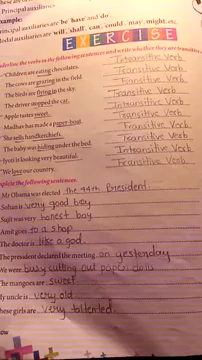 Principal auxiliaries
Example:
Principal auxiliaries are be, have and do.
Modal auxiliaries are 'will', shall', can, 'could', 'may', might, etc.
EXERCISE
Underline the verbs in the following sentences and write whether they are transitive
Children are eating chocolates. Intransitive Verb
The cows are grazing in the field. Transitive Verb
The birds are flying in the sky. Transitive Verb
The driver stopped the car. Intransitive Verb
Apple tastes sweet. Transitive Verb
Madhav has made a paper-boat. Transitive Verb
She sells handkerchiefs. Transitive Verb
The baby was hiding under the bed. Intransitive Verb
Jyoti is looking very beautiful. Transitive Verb
We love our country.
Complete the following sentences.
Mr Obama was elected the 44th President.
Sohan is very good boy
Sujit was very honest boy
Amit goes to a shop
The doctor is like a god.
The president declared the meeting on yesterday
We were busy cutting out paper dolls
The mangoes are sweet.
My uncle is very old
These girls are very talented.